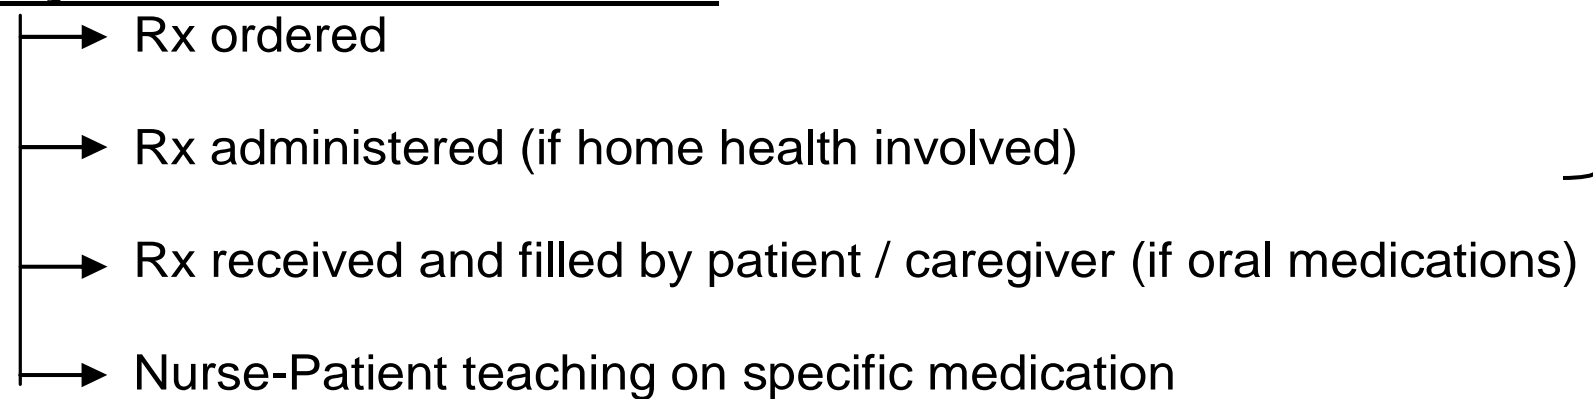 Rx ordered
Rx administered (if home health involved)
Rx received and filled by patient / caregiver (if oral medications)
Nurse-Patient teaching on specific medication